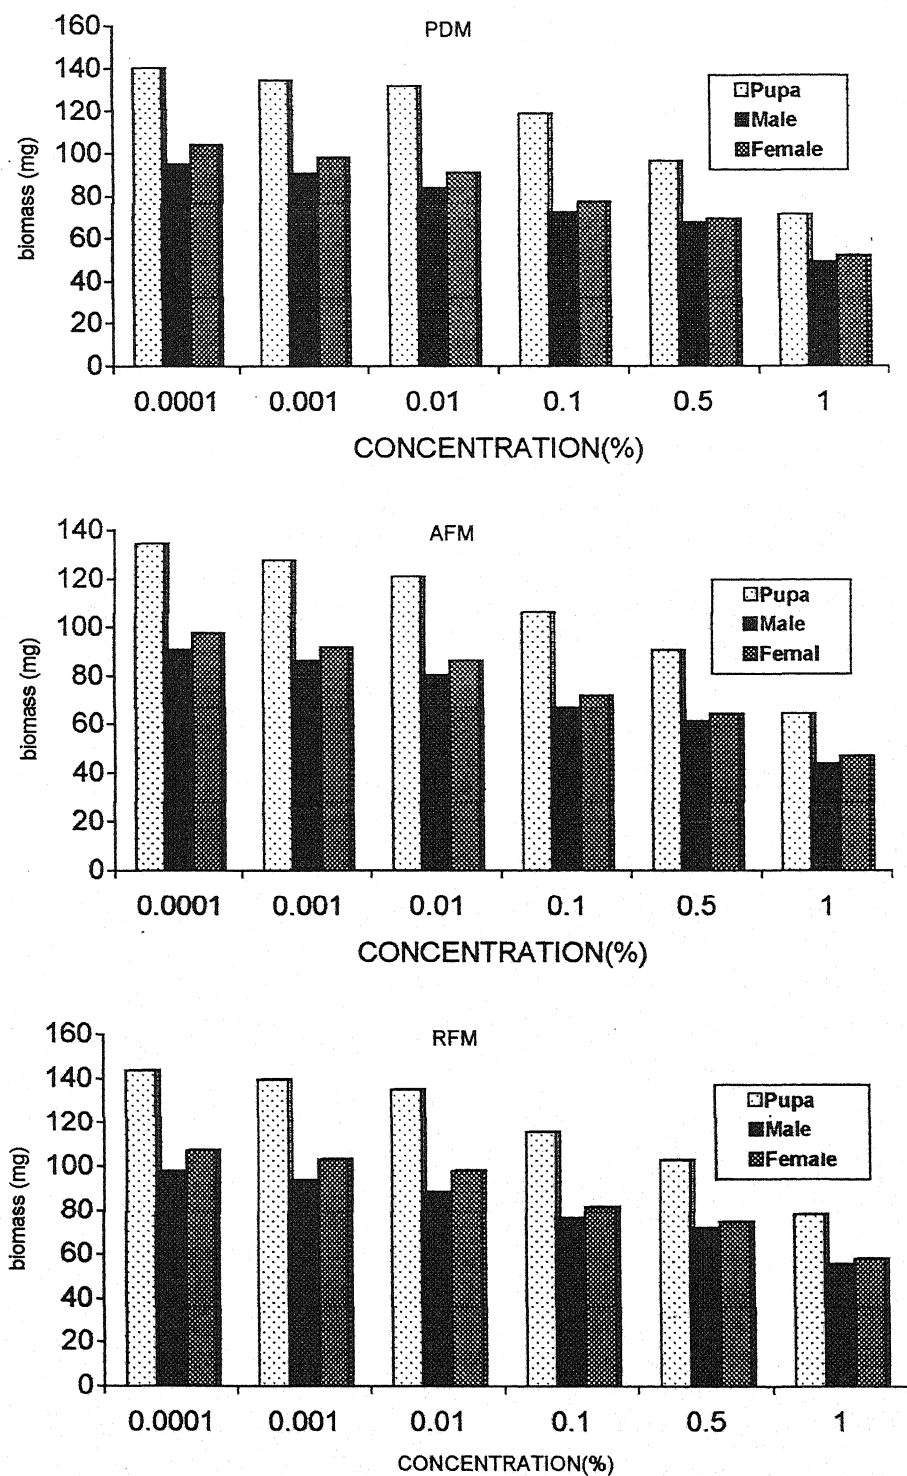 PDM
160
140
120
100
80
60
40
20
0
biomass (mg)
Pupa
Male
Female
0.0001 0.001 0.01 0.1 0.5 1
CONCENTRATION(%)
AFM
140
120
100
80
60
40
20
0
biomass (mg)
Pupa
Male
Femal
0.0001 0.001 0.01 0.1 0.5 1
CONCENTRATION(%)
RFM
160
140
120
100
80
60
40
20
0
biomass (mg)
Pupa
Male
Female
0.0001 0.001 0.01 0.1 0.5 1
CONCENTRATION(%)